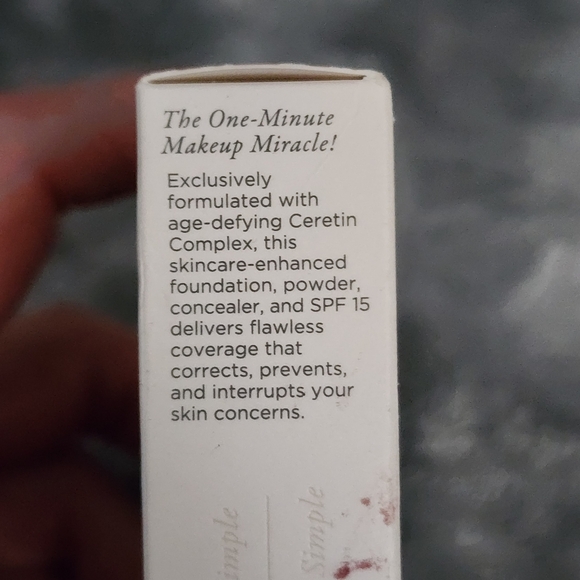 The One-Minute
Makeup Miracle!
Exclusively
formulated with
age-defying Ceretin
Complex, this
skincare-enhanced
foundation, powder,
concealer, and SPF 15
delivers flawless
coverage that
corrects, prevents,
and interrupts your
skin concerns.
Simple